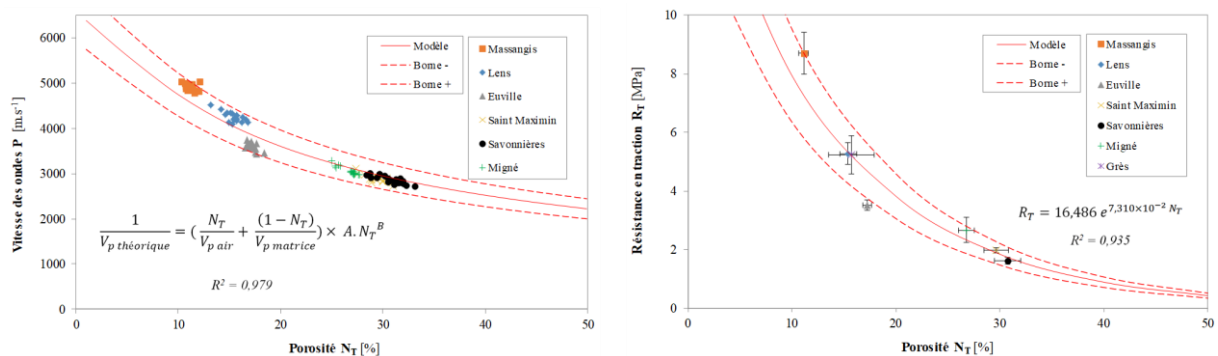 Vitesse des ondes P [m.s⁻¹]
6000
5000
4000
3000
2000
1000
0
0 10 20 30 40 50
Porosité N_T [%]
Modèle
Borne -
Borne +
Massangis
Lens
Euville
Saint Maximin
Savonnières
Migné
1/V_p théorique = (N_T/V_p air + (1 − N_T)/V_p matrice) × A.N_T^B
R² = 0,979
Résistance en traction R_T [MPa]
10
8
6
4
2
0
0 10 20 30 40 50
Porosité N_T [%]
Modèle
Borne -
Borne +
Massangis
Lens
Euville
Saint Maximin
Savonnières
Migné
Grès
R_T = 16,486 e^(7,310×10⁻² N_T)
R² = 0,935